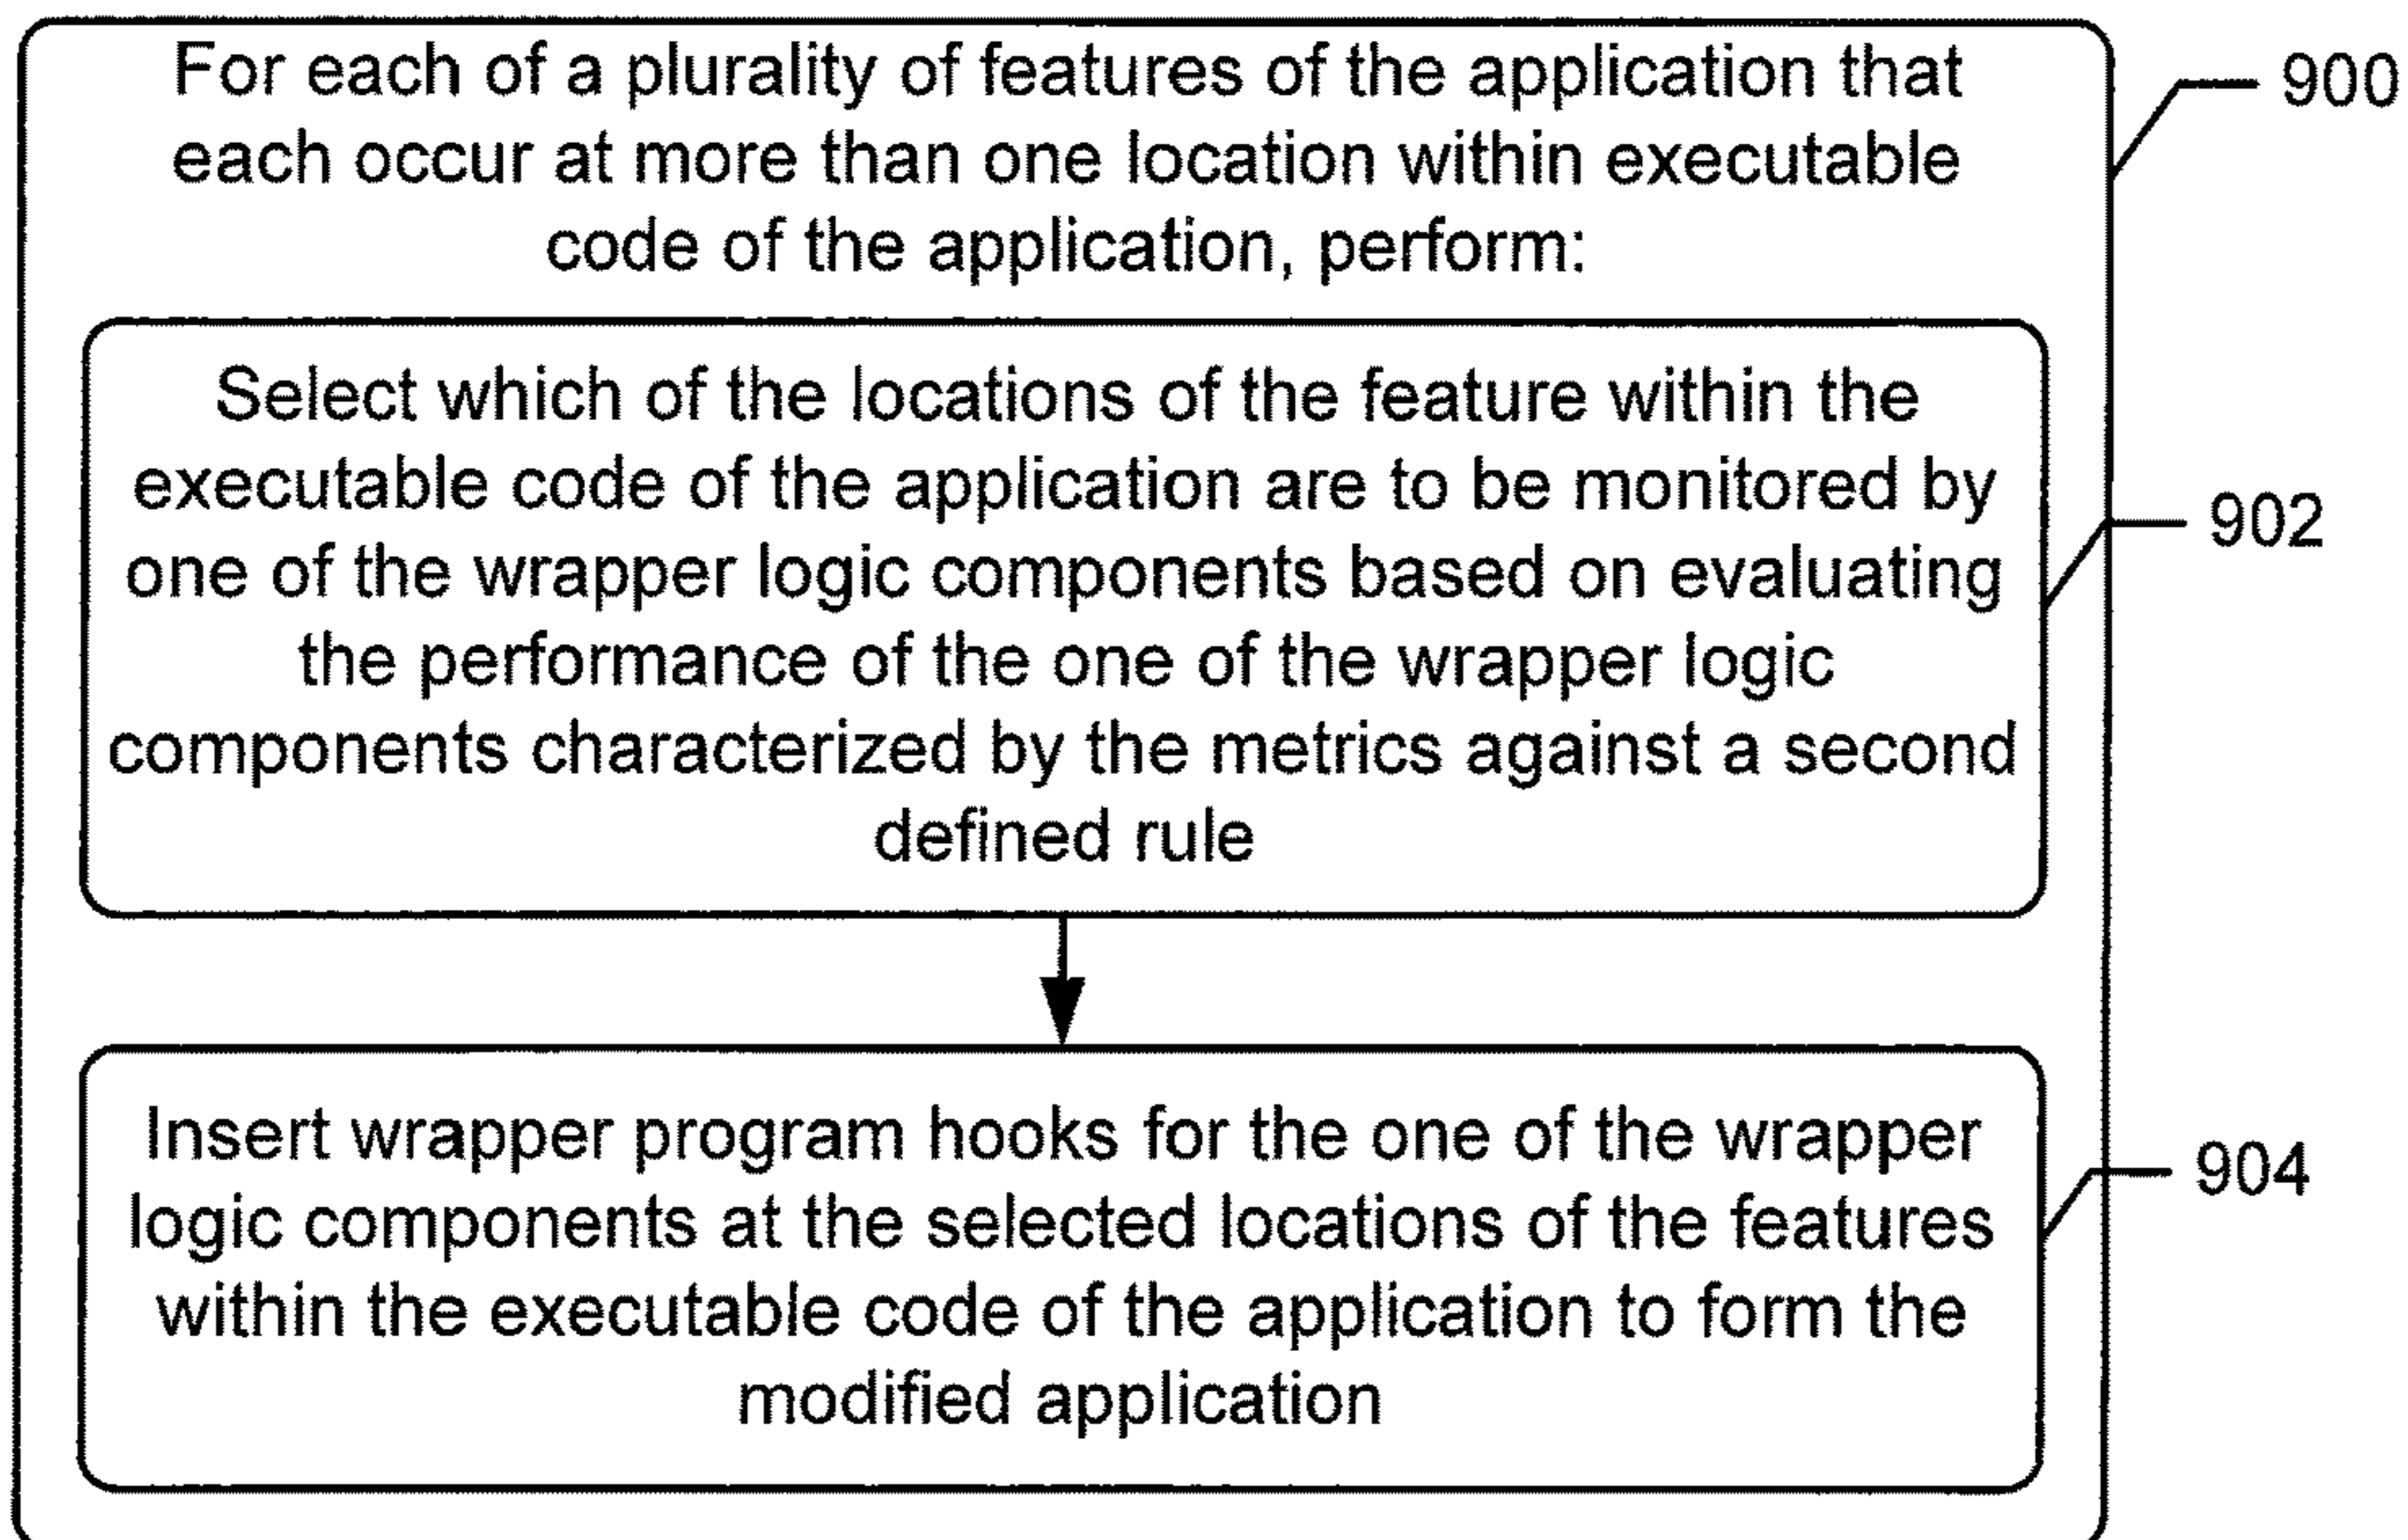 For each of a plurality of features of the application that
each occur at more than one location within executable
code of the application, perform:
900
Select which of the locations of the feature within the
executable code of the application are to be monitored by
one of the wrapper logic components based on evaluating
the performance of the one of the wrapper logic
components characterized by the metrics against a second
defined rule
902
Insert wrapper program hooks for the one of the wrapper
logic components at the selected locations of the features
within the executable code of the application to form the
modified application
904